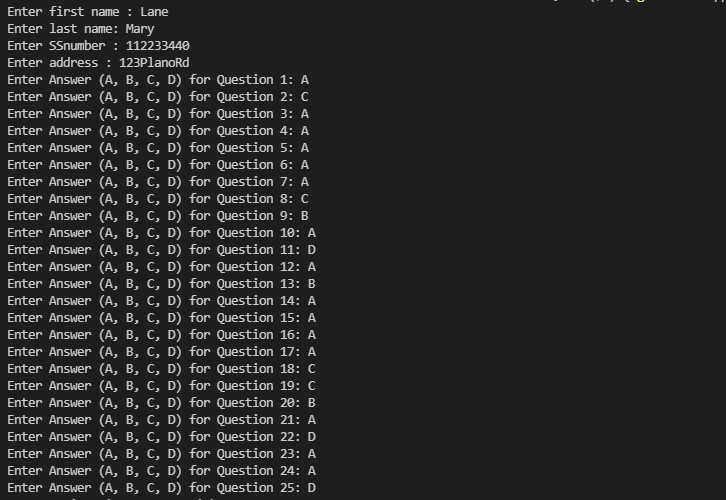 Enter first name : Lane
Enter last name: Mary
Enter SSnumber : 112233440
Enter address : 123PlanoRd
Enter Answer (A, B, C, D) for Question 1: A
Enter Answer (A, B, C, D) for Question 2: C
Enter Answer (A, B, C, D) for Question 3: A
Enter Answer (A, B, C, D) for Question 4: A
Enter Answer (A, B, C, D) for Question 5: A
Enter Answer (A, B, C, D) for Question 6: A
Enter Answer (A, B, C, D) for Question 7: A
Enter Answer (A, B, C, D) for Question 8: C
Enter Answer (A, B, C, D) for Question 9: B
Enter Answer (A, B, C, D) for Question 10: A
Enter Answer (A, B, C, D) for Question 11: D
Enter Answer (A, B, C, D) for Question 12: A
Enter Answer (A, B, C, D) for Question 13: B
Enter Answer (A, B, C, D) for Question 14: A
Enter Answer (A, B, C, D) for Question 15: A
Enter Answer (A, B, C, D) for Question 16: A
Enter Answer (A, B, C, D) for Question 17: A
Enter Answer (A, B, C, D) for Question 18: C
Enter Answer (A, B, C, D) for Question 19: C
Enter Answer (A, B, C, D) for Question 20: B
Enter Answer (A, B, C, D) for Question 21: A
Enter Answer (A, B, C, D) for Question 22: D
Enter Answer (A, B, C, D) for Question 23: A
Enter Answer (A, B, C, D) for Question 24: A
Enter Answer (A, B, C, D) for Question 25: D